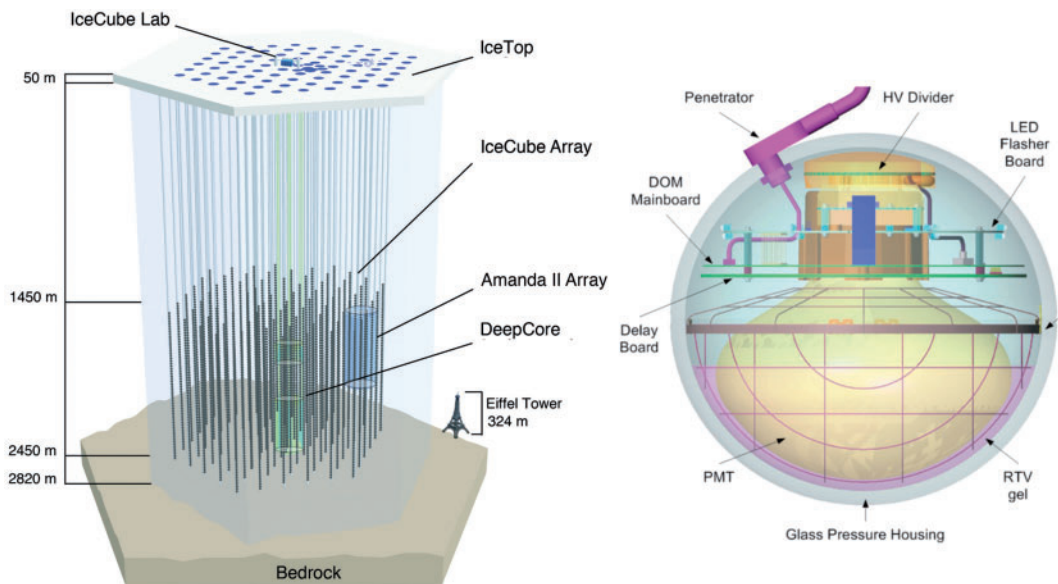 IceCube Lab
IceTop
50 m
IceCube Array
Amanda II Array
1450 m
DeepCore
Eiffel Tower
324 m
2450 m
2820 m
Bedrock
Penetrator
HV Divider
LED
Flasher
Board
DOM
Mainboard
Delay
Board
PMT
RTV
gel
Glass Pressure Housing